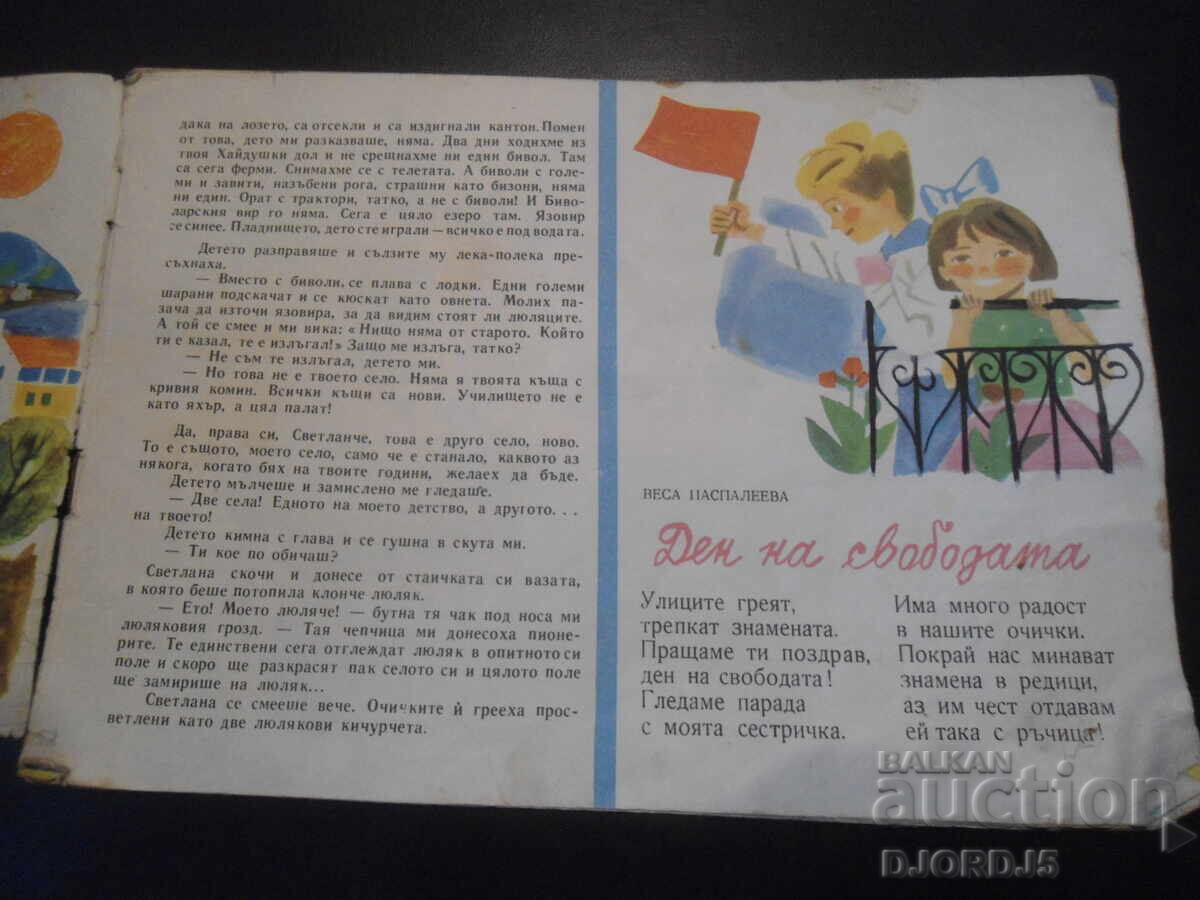 дака на лозето, са отсекли и са издигнали кантон. Помен
от това, дето ми разказваше, няма. Два дни ходихме из
твоя Хайдушки дол и не срещнахме ни един бивол. Там
са сега ферми. Снимахме се с телетата. А биволи с голе-
ми и завити, назъбени рога, страшни като бизони, няма
ни един. Орат с трактори, татко, а не с биволи! И Биво-
ларския вир го няма. Сега е цяло езеро там. Язовир
се синее. Пладнището, дето сте играли — всичко е под водата.
Детето разправяше и сълзите му лека-полека пре-
съхнаха.
— Вместо с биволи, се плава с лодки. Едни големи
шарани подскачат и се кюскат като овнета. Молих па-
зача да източи язовира, за да видим стоят ли люляците.
А той се смее и ми вика: «Нищо няма от старото. Който
ти е казал, те е излъгал!» Защо ме излъга, татко?
— Не съм те излъгал, детето ми.
— Но това не е твоето село. Няма я твоята къща с
кривия комин. Всички къщи са нови. Училището не е
като яхър, а цял палат!
Да, права си, Светланче, това е друго село, ново.
То е същото, моето село, само че е станало, каквото аз
някога, когато бях на твоите години, желаех да бъде.
Детето мълчеше и замислено ме гледаше.
— Две села! Едното на моето детство, а другото. . .
на твоето!
Детето кимна с глава и се гушна в скута ми.
— Ти кое по обичаш?
Светлана скочи и донесе от стаичката си вазата,
в която беше потопила клонче люляк.
— Ето! Моето люляче! — бутна тя чак под носа ми
люляковия грозд. — Тая чепчица ми донесоха пионе-
рите. Те единствени сега отглеждат люляк в опитното си
поле и скоро ще разкрасят пак селото си и цялото поле
ще замирише на люляк...
Светлана се смееше вече. Очичките ѝ грееха прос-
ветлени като две люлякови кичурчета.
ВЕСА ПАСПАЛЕЕВА
Ден на свободата
Улиците греят,
трепкат знамената.
Пращаме ти поздрав,
ден на свободата!
Гледаме парада
с моята сестричка.
Има много радост
в нашите очички.
Покрай нас минават
знамена в редици,
аз им чест отдавам
ей така с ръчица!
BALKAN
auction
DJORDJ5